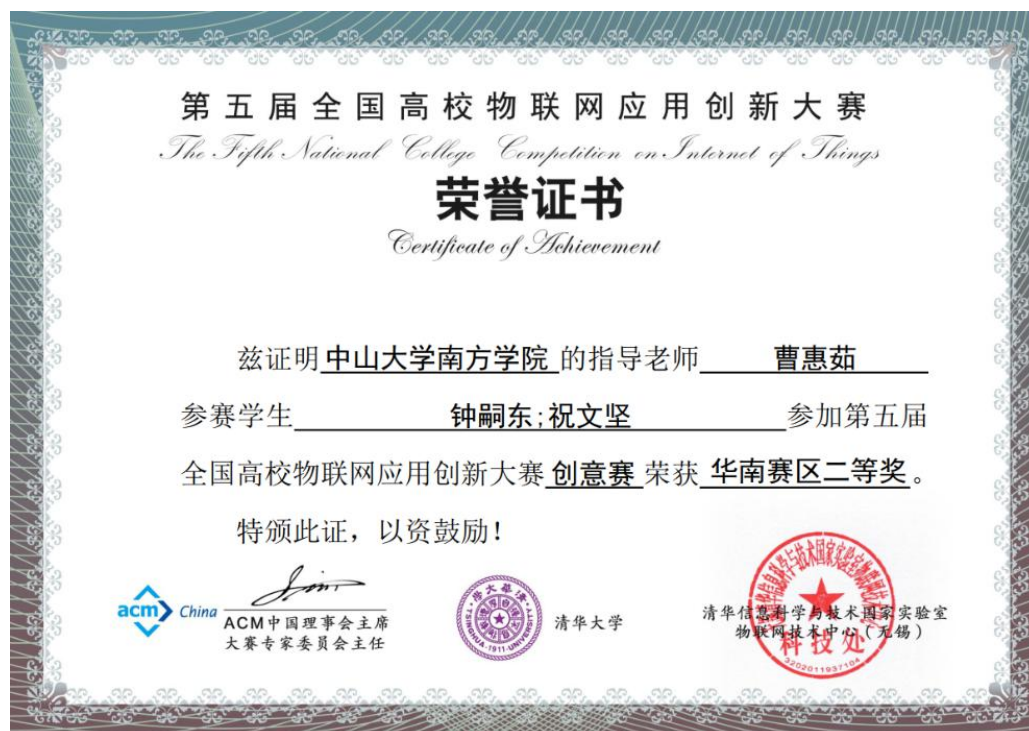 第五届全国高校物联网应用创新大赛
The Fifth National College Competition on Internet of Things
荣誉证书
Certificate of Achievement
兹证明中山大学南方学院的指导老师 曹惠茹
参赛学生 钟嗣东;祝文坚 参加第五届
全国高校物联网应用创新大赛创意赛荣获华南赛区二等奖。
特颁此证，以资鼓励！
acm China
ACM中国理事会主席
大赛专家委员会主任
TSINGHUA-1911-UNIVERSITY
清华大学
清华信息科学与技术国家实验室
物联网技术中心（无锡）
科技处
3202011937104